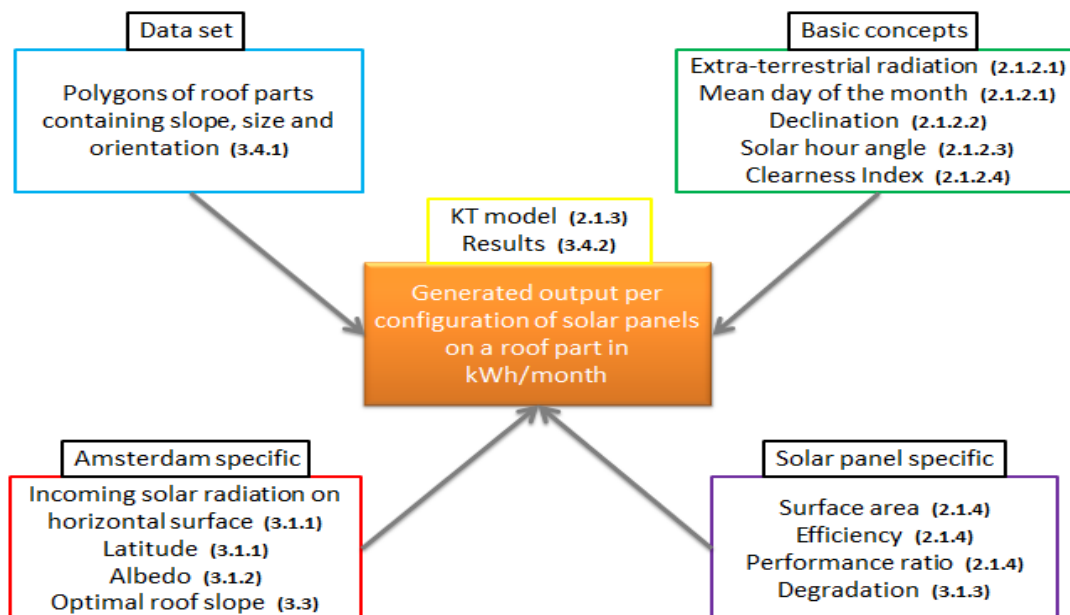 Data set
Polygons of roof parts
containing slope, size and
orientation (3.4.1)
Basic concepts
Extra-terrestrial radiation (2.1.2.1)
Mean day of the month (2.1.2.1)
Declination (2.1.2.2)
Solar hour angle (2.1.2.3)
Clearness Index (2.1.2.4)
KT model (2.1.3)
Results (3.4.2)
Generated output per
configuration of solar panels
on a roof part in
kWh/month
Amsterdam specific
Incoming solar radiation on
horizontal surface (3.1.1)
Latitude (3.1.1)
Albedo (3.1.2)
Optimal roof slope (3.3)
Solar panel specific
Surface area (2.1.4)
Efficiency (2.1.4)
Performance ratio (2.1.4)
Degradation (3.1.3)